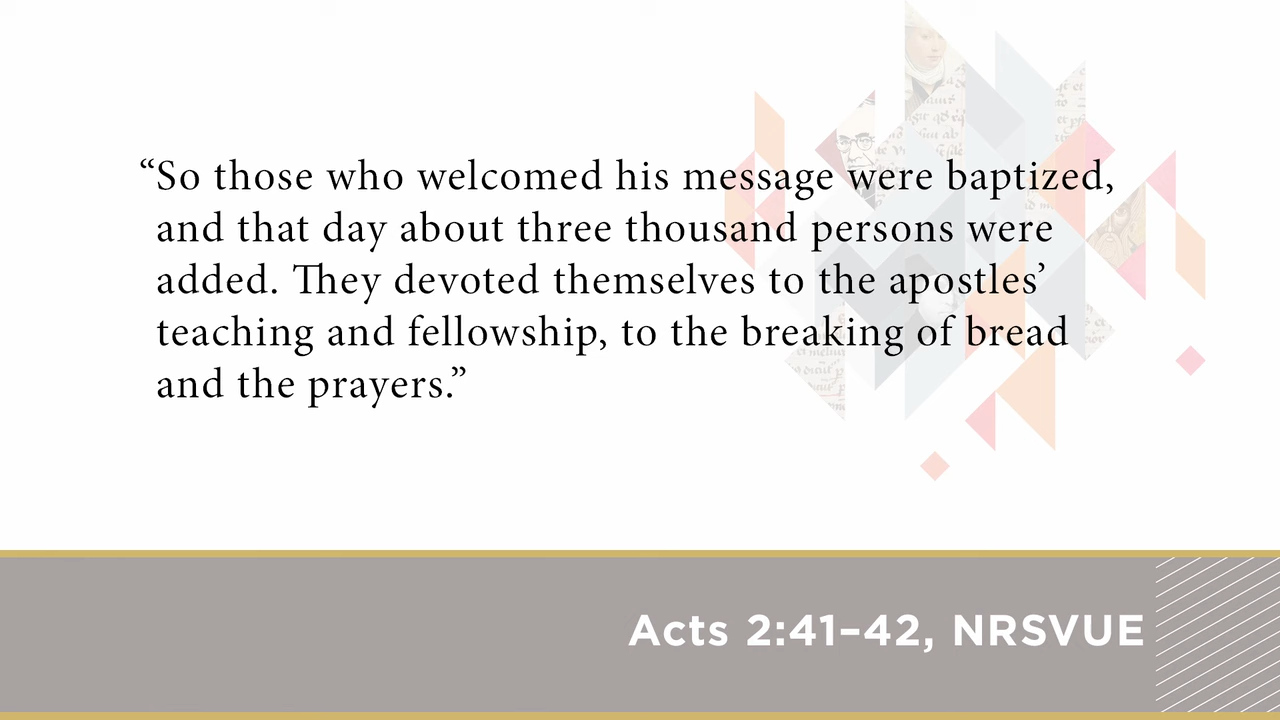 “So those who welcomed his message were baptized,
and that day about three thousand persons were
added. They devoted themselves to the apostles’
teaching and fellowship, to the breaking of bread
and the prayers.”
Acts 2:41–42, NRSVUE